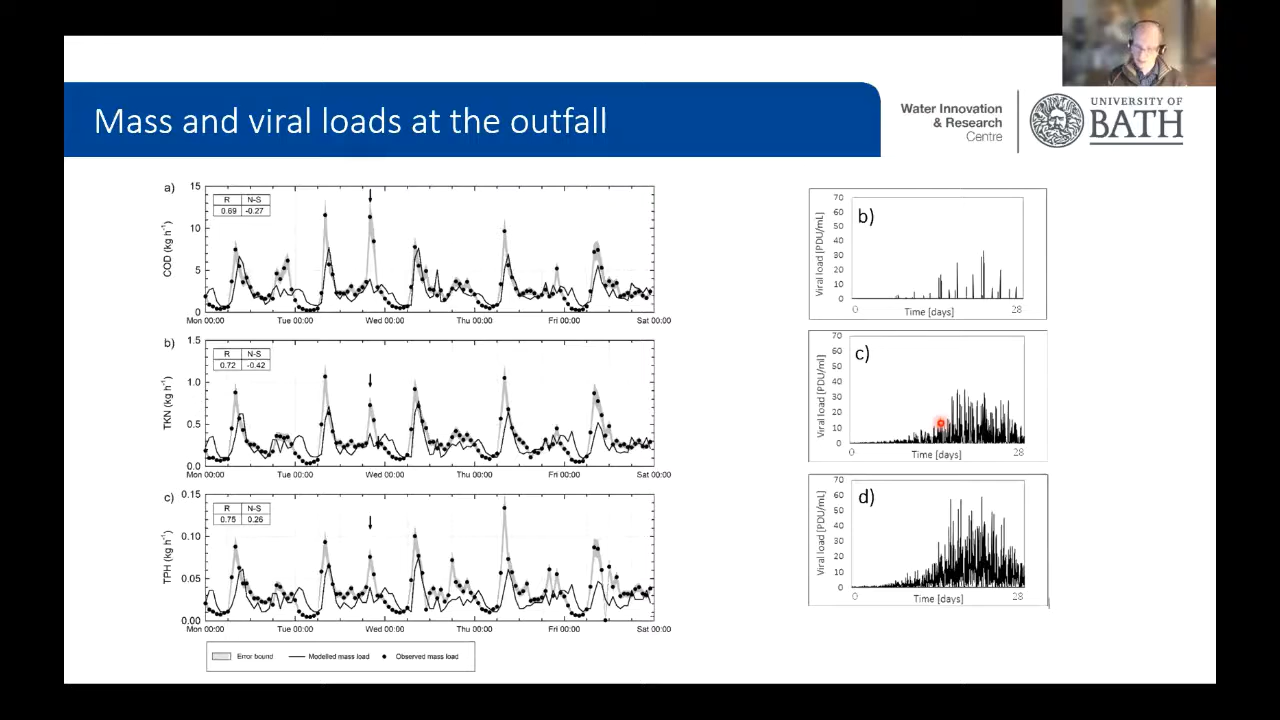 Mass and viral loads at the outfall
Water Innovation
& Research
Centre
UNIVERSITY OF
BATH
a)
R N-S
0.69 -0.27
COD (kg h⁻¹)
15
10
5
0
Mon 00:00 Tue 00:00 Wed 00:00 Thu 00:00 Fri 00:00 Sat 00:00
b)
R N-S
0.72 -0.42
TKN (kg h⁻¹)
1.5
1.0
0.5
0.0
Mon 00:00 Tue 00:00 Wed 00:00 Thu 00:00 Fri 00:00 Sat 00:00
c)
R N-S
0.75 0.26
TPH (kg h⁻¹)
0.15
0.10
0.05
0.00
Mon 00:00 Tue 00:00 Wed 00:00 Thu 00:00 Fri 00:00 Sat 00:00
Error bound Modelled mass load Observed mass load
b)
Viral load [PDU/mL]
70
60
50
40
30
20
10
0
0 28
Time [days]
c)
Viral load [PDU/ml]
70
60
50
40
30
20
10
0
0 28
Time [days]
d)
Viral load [PDU/mL]
70
60
50
40
30
20
10
0
0 28
Time [days]